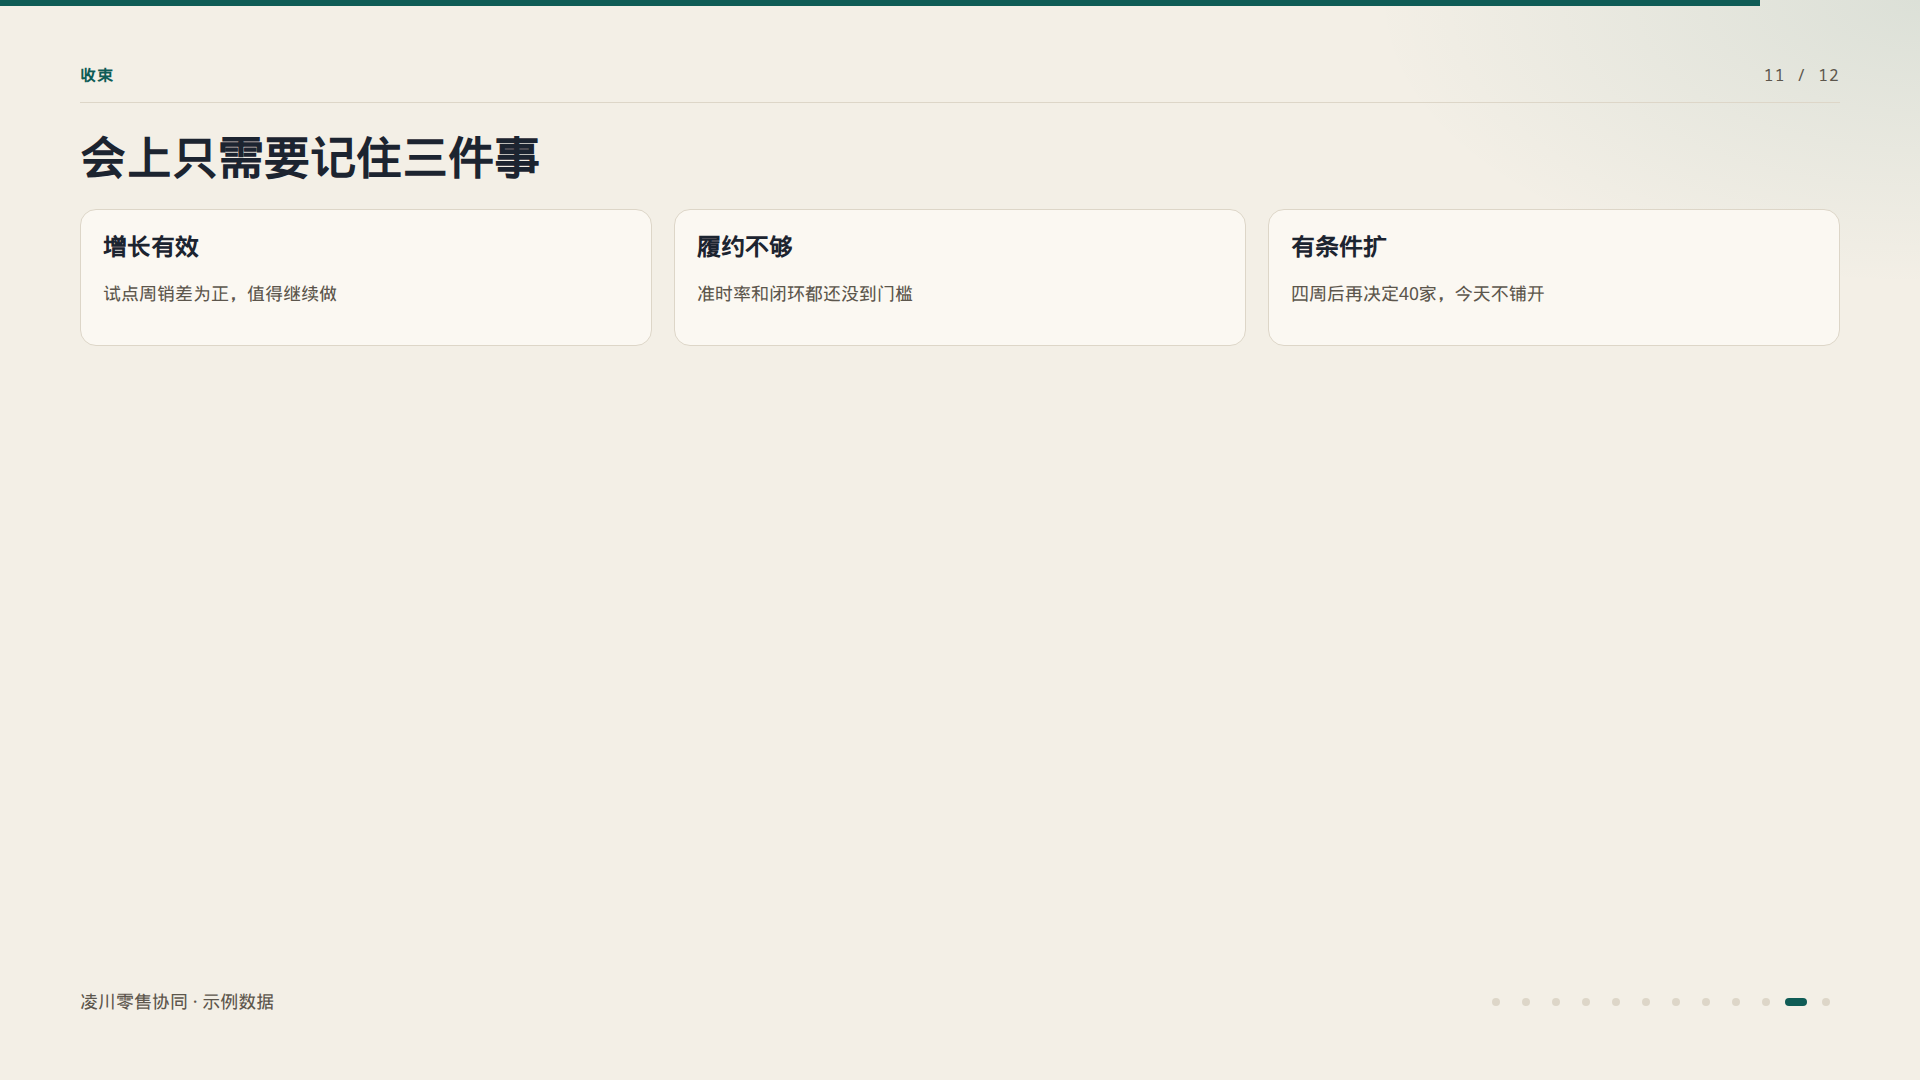 收束
11 / 12
会上只需要记住三件事
增长有效
试点周销差为正，值得继续做
履约不够
准时率和闭环都还没到门槛
有条件扩
四周后再决定40家，今天不铺开
凌川零售协同 · 示例数据